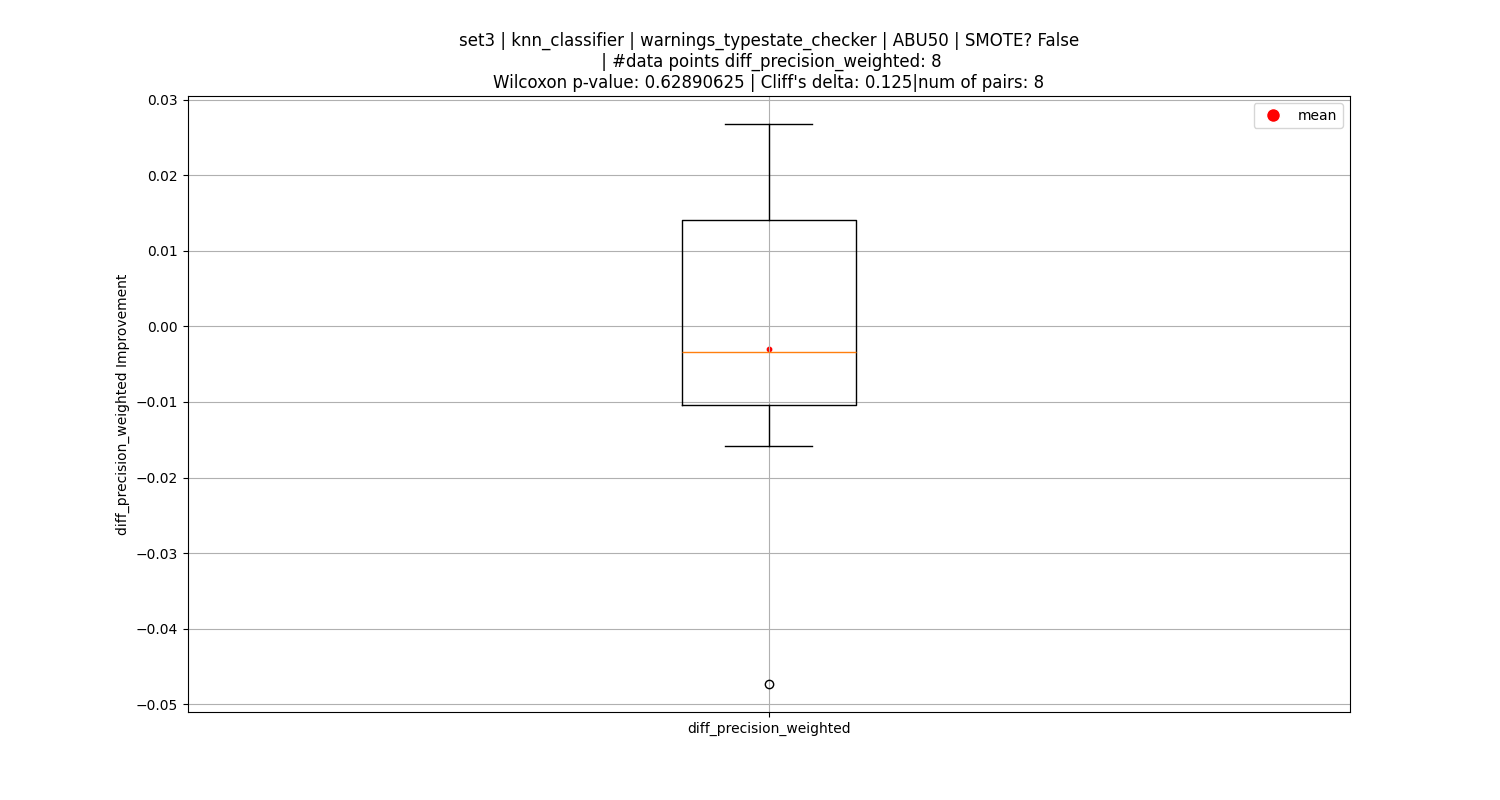 set3 | knn_classifier | warnings_typestate_checker | ABU50 | SMOTE? False
| #data points diff_precision_weighted: 8
Wilcoxon p-value: 0.62890625 | Cliff's delta: 0.125|num of pairs: 8
mean
0.03
0.02
0.01
0.00
−0.01
−0.02
−0.03
−0.04
−0.05
diff_precision_weighted Improvement
diff_precision_weighted